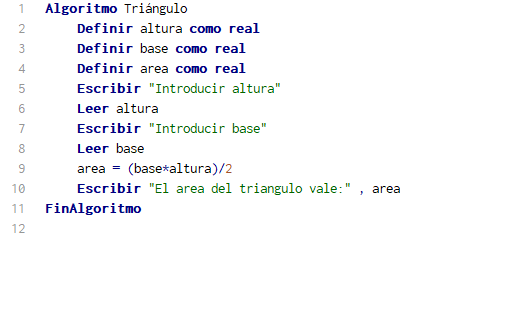 1 Algoritmo Triángulo
2 Definir altura como real
3 Definir base como real
4 Definir area como real
5 Escribir "Introducir altura"
6 Leer altura
7 Escribir "Introducir base"
8 Leer base
9 area = (base*altura)/2
10 Escribir "El area del triangulo vale:" , area
11 FinAlgoritmo
12